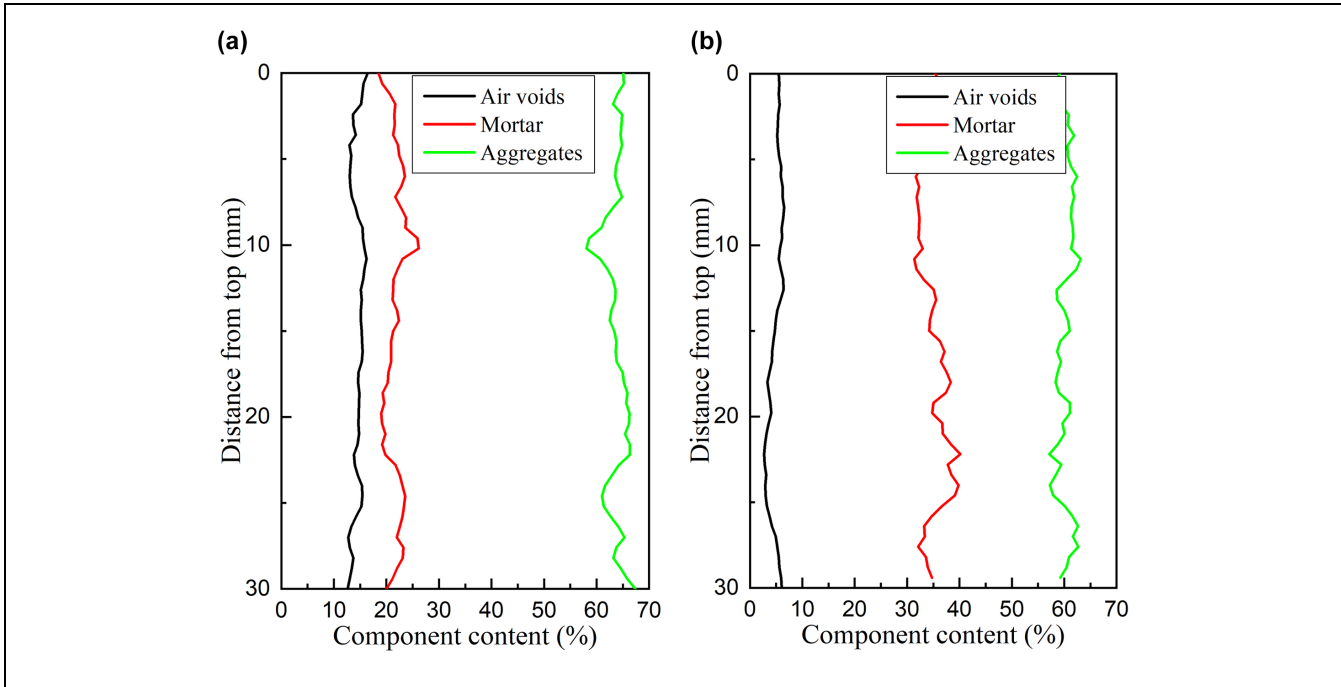 (a)
Distance from top (mm)
0
10
20
30
Air voids
Mortar
Aggregates
0 10 20 30 40 50 60 70
Component content (%)
(b)
Distance from top (mm)
0
10
20
30
Air voids
Mortar
Aggregates
0 10 20 30 40 50 60 70
Component content (%)